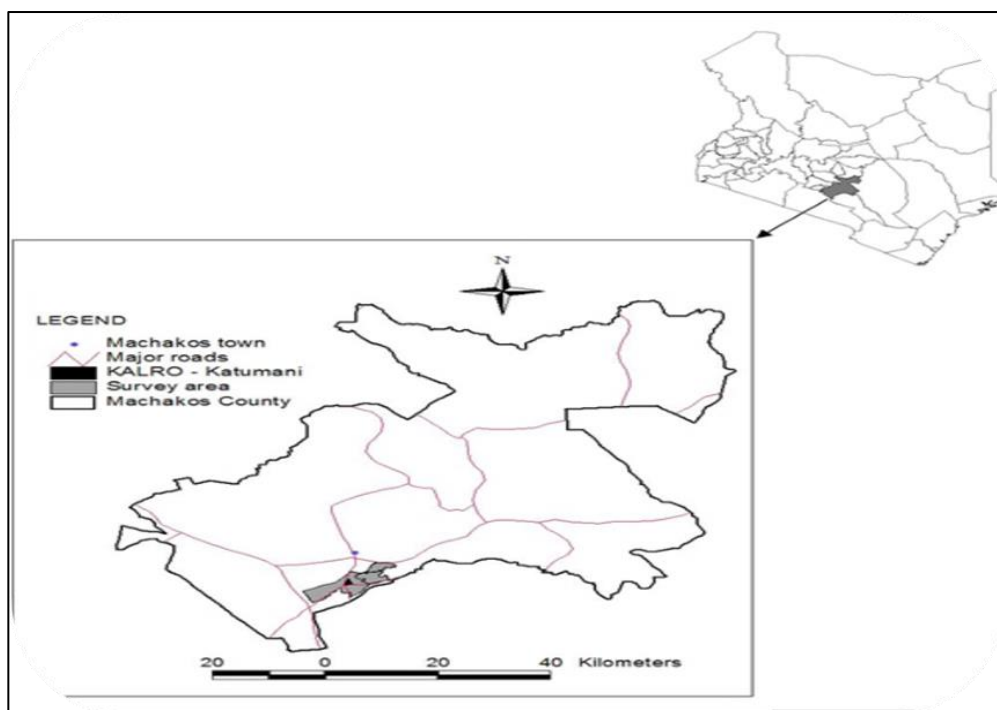 N
LEGEND
Machakos town
Major roads
KALRO - Katumani
Survey area
Machakos County
20 0 20 40 Kilometers